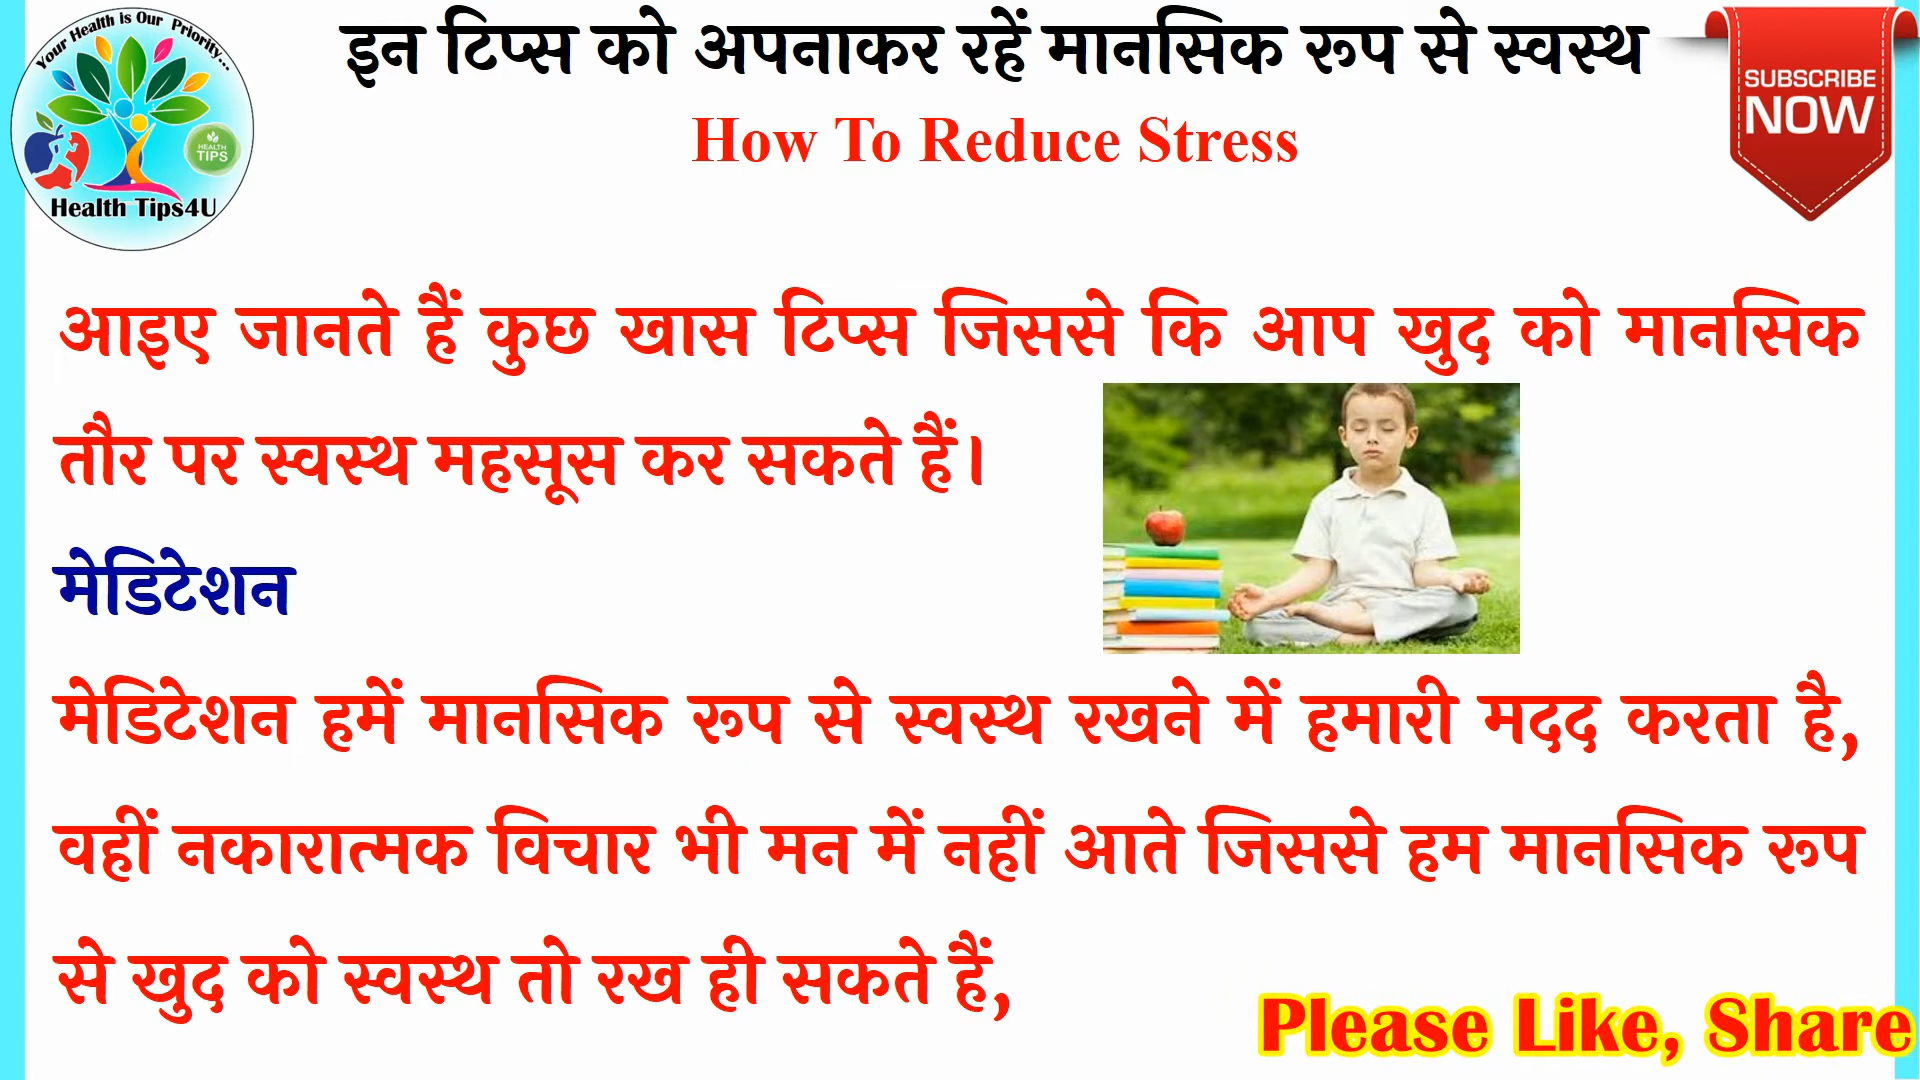 Your Health is Our Priority...
HEALTH
TIPS
Health Tips4U
इन टिप्स को अपनाकर रहें मानसिक रूप से स्वस्थ
How To Reduce Stress
SUBSCRIBE
NOW
आइए जानते हैं कुछ खास टिप्स जिससे कि आप खुद को मानसिक
तौर पर स्वस्थ महसूस कर सकते हैं।
मेडिटेशन
मेडिटेशन हमें मानसिक रूप से स्वस्थ रखने में हमारी मदद करता है,
वहीं नकारात्मक विचार भी मन में नहीं आते जिससे हम मानसिक रूप
से खुद को स्वस्थ तो रख ही सकते हैं,
Please Like, Share